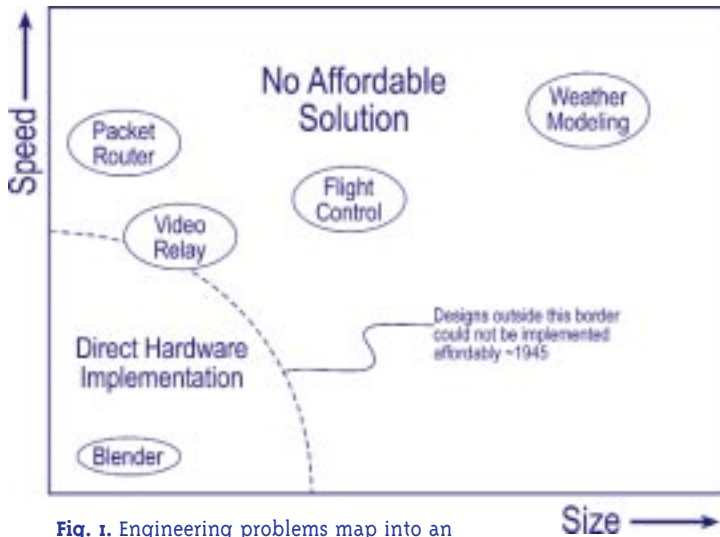 Speed
No Affordable
Solution
Weather
Modeling
Packet
Router
Flight
Control
Video
Relay
Designs outside this border
could not be implemented
affordably ~1945
Direct Hardware
Implementation
Blender
Size
Fig. 1. Engineering problems map into an